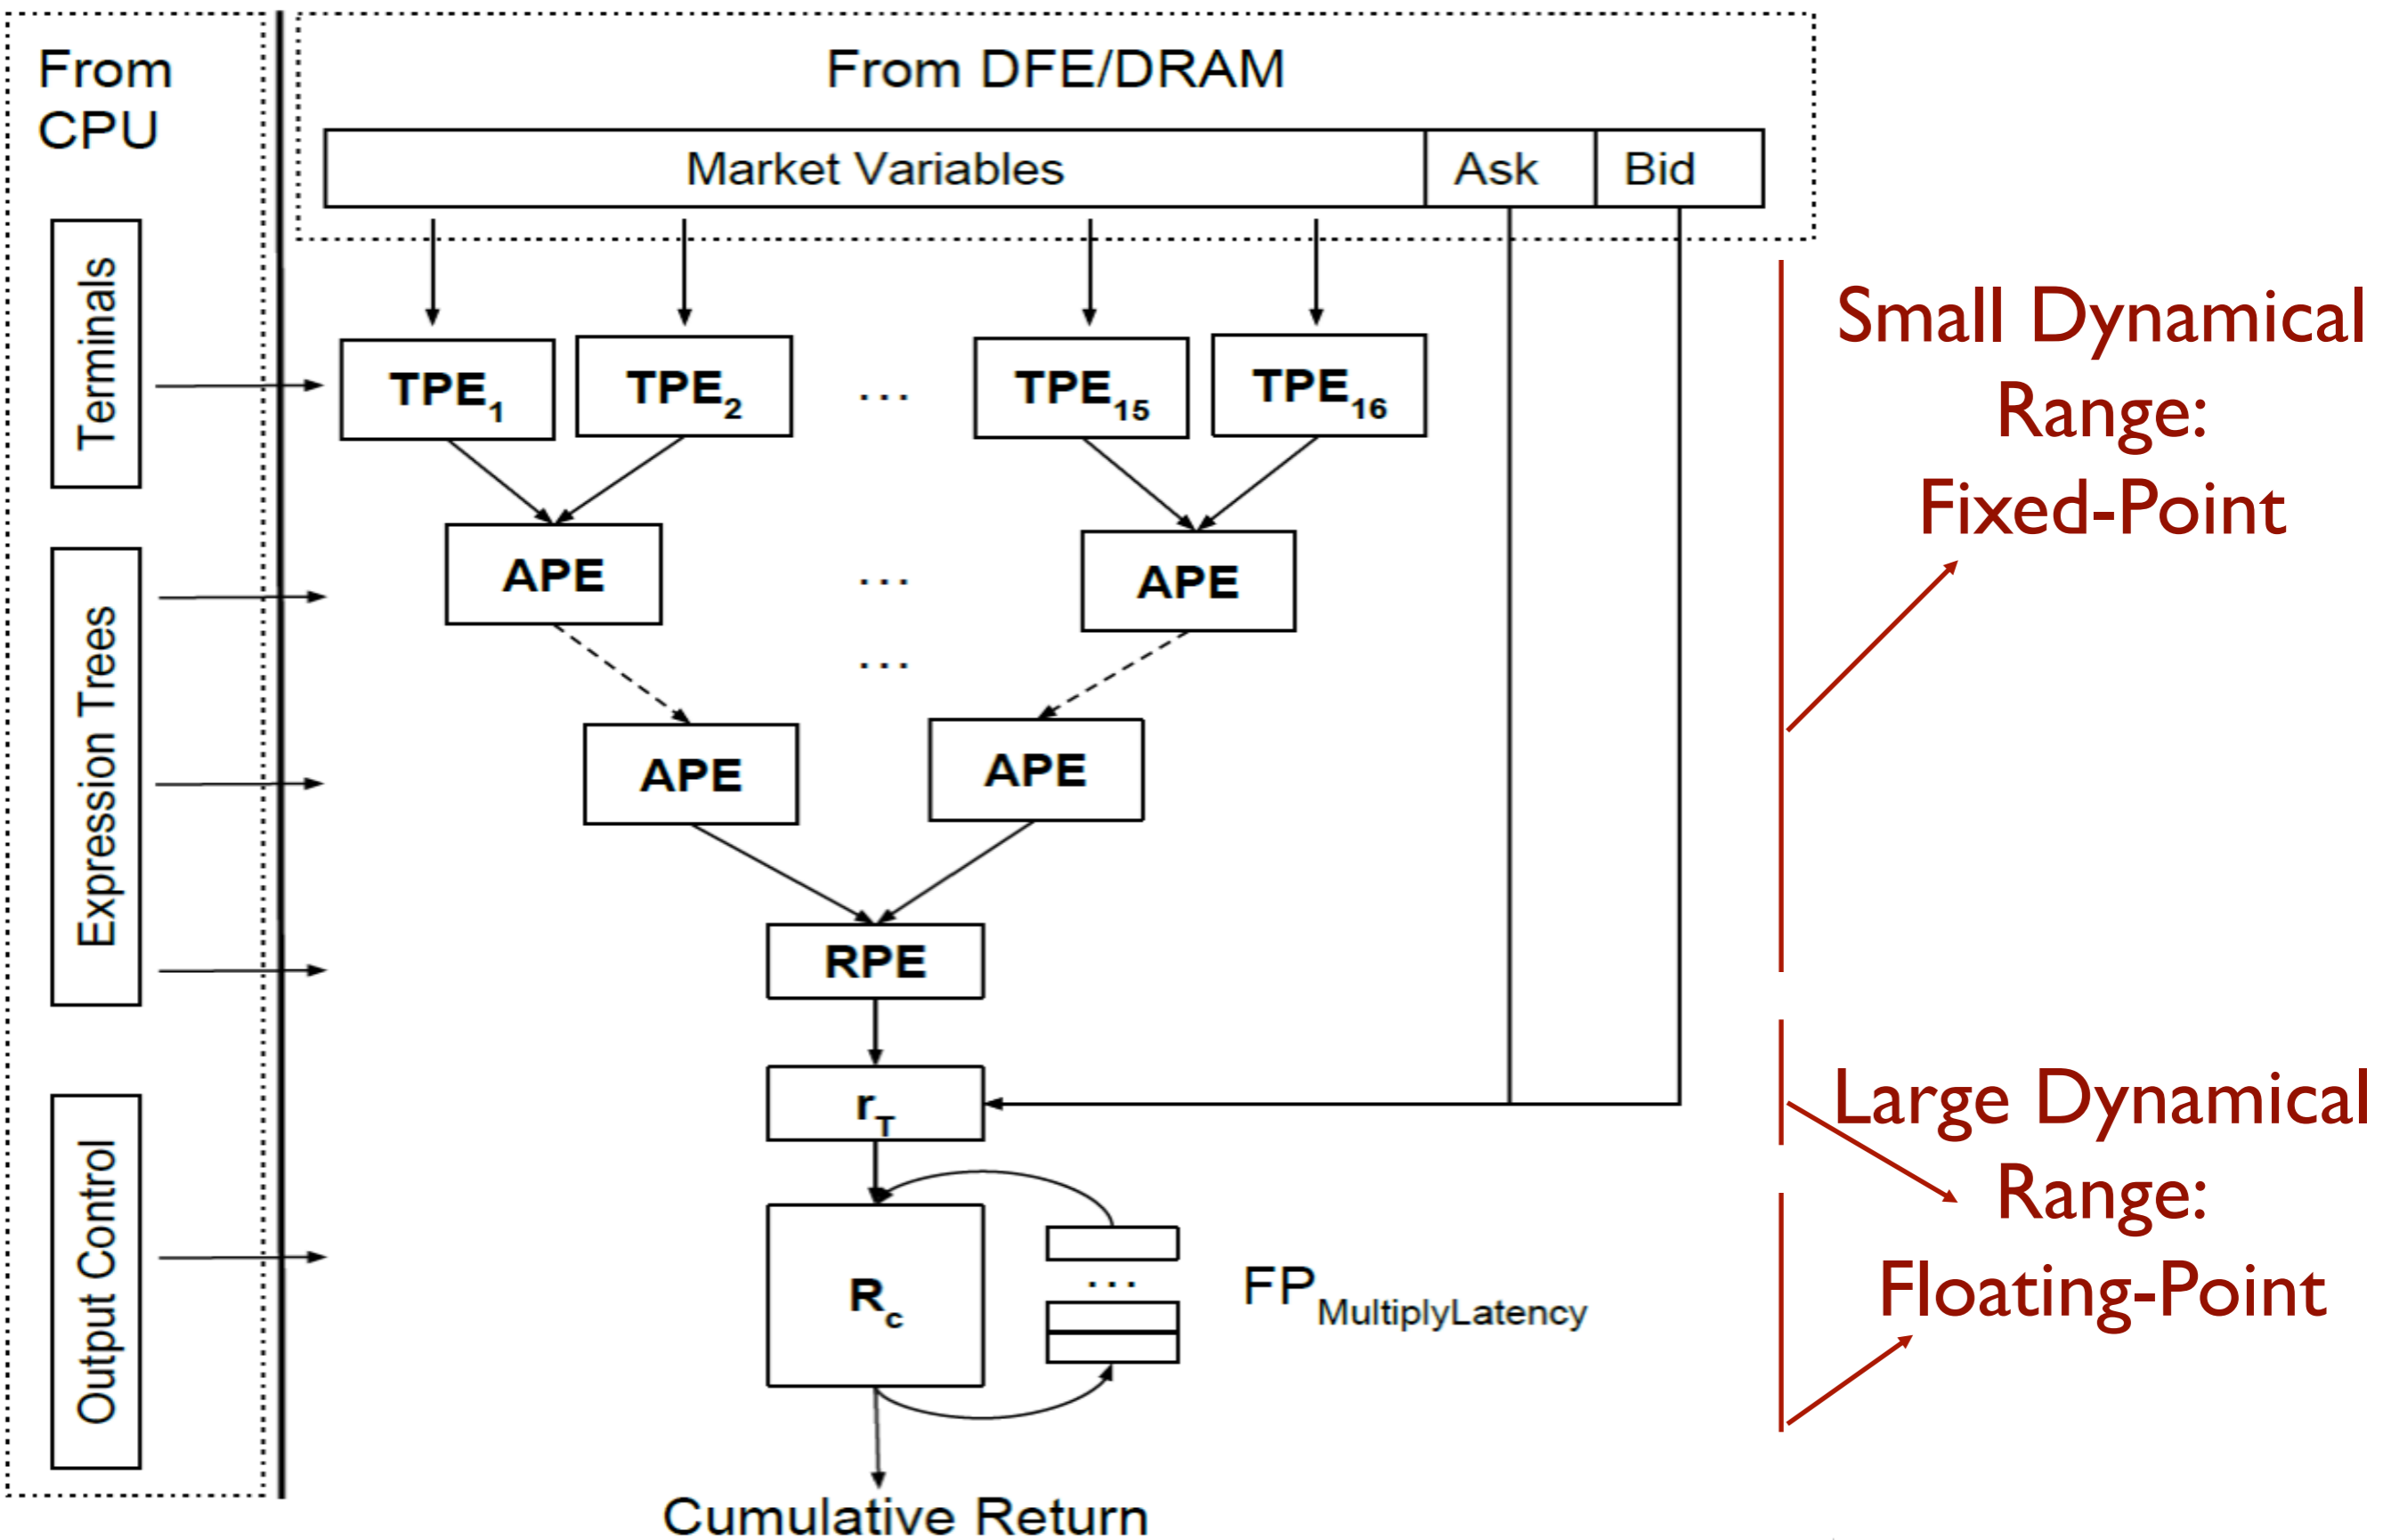 From
CPU
From DFE/DRAM
Market Variables
Ask
Bid
Terminals
TPE1
TPE2
...
TPE15
TPE16
Small Dynamical
Range:
Fixed-Point
APE
...
APE
...
Expression Trees
APE
APE
RPE
rT
Large Dynamical
Range:
Floating-Point
Output Control
Rc
...
FPMultiplyLatency
Cumulative Return